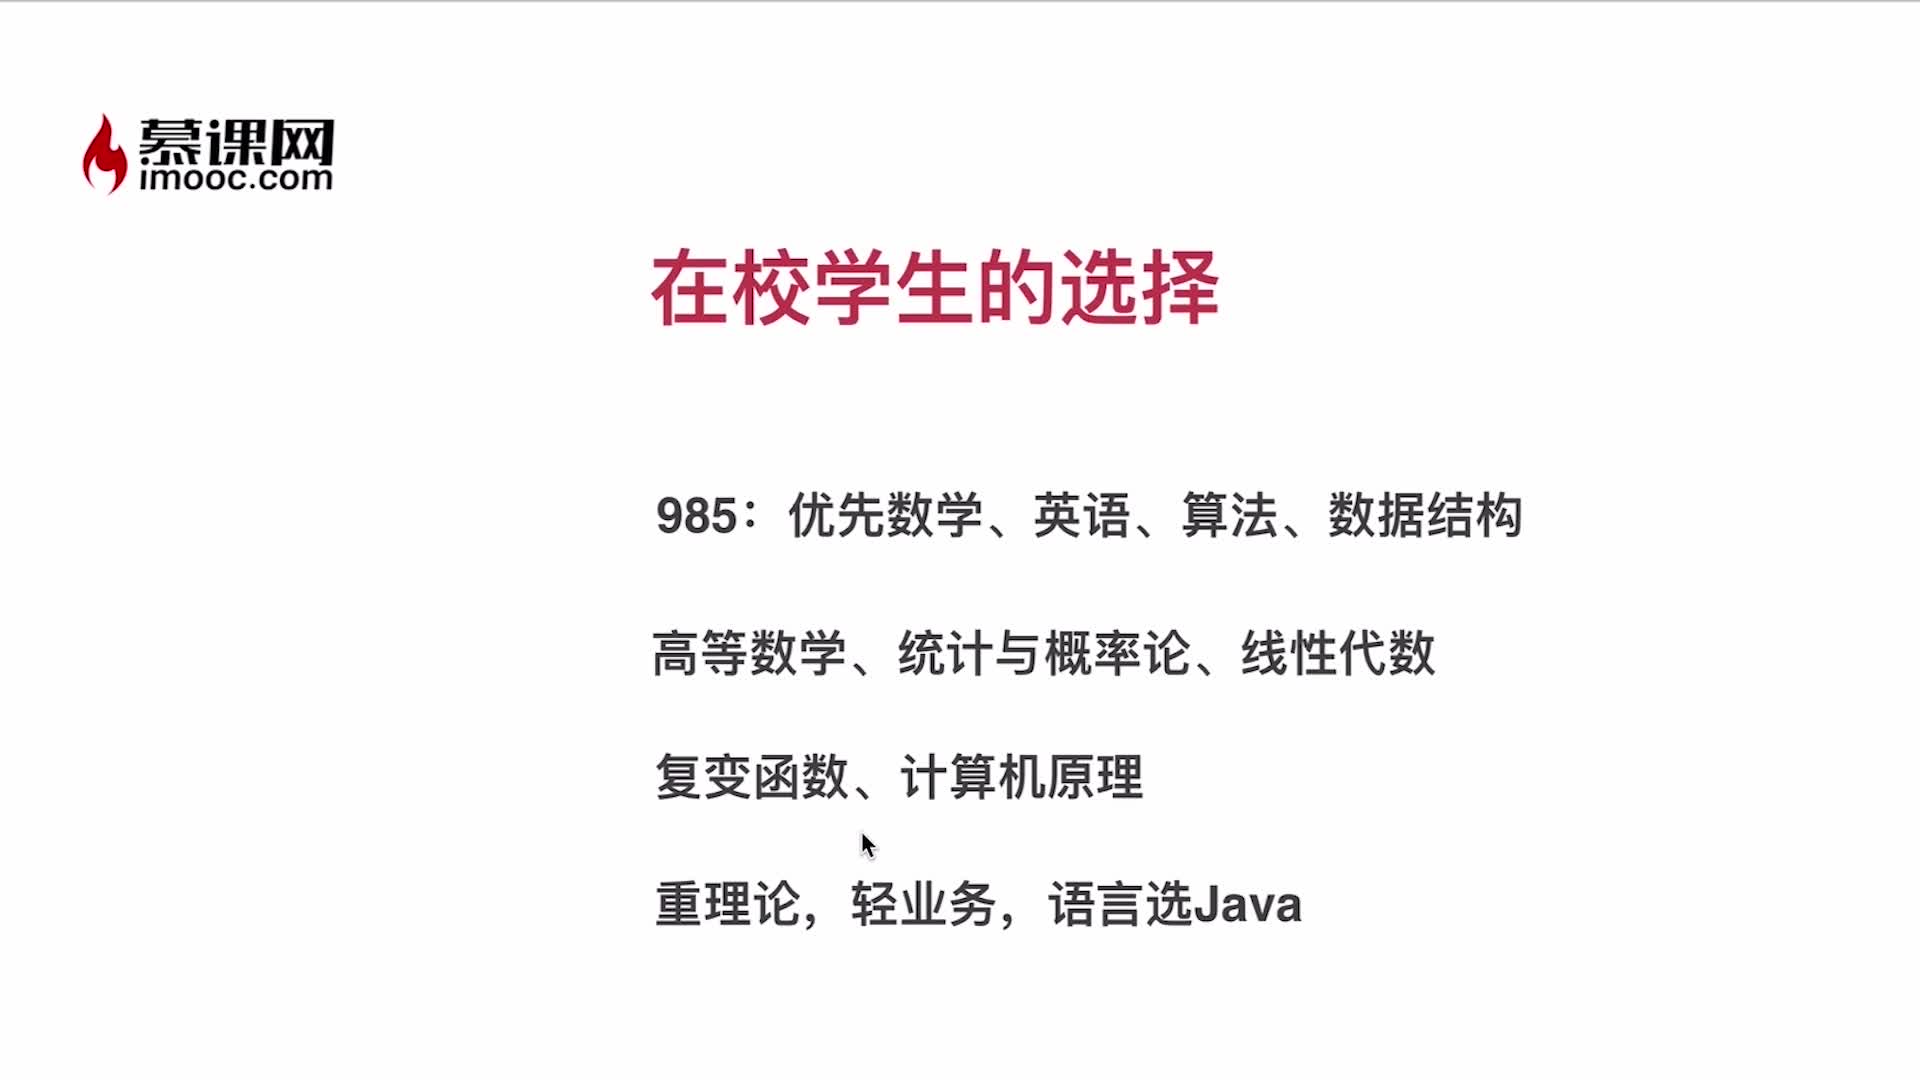 慕课网
imooc.com
在校学生的选择
985：优先数学、英语、算法、数据结构
高等数学、统计与概率论、线性代数
复变函数、计算机原理
重理论，轻业务，语言选Java